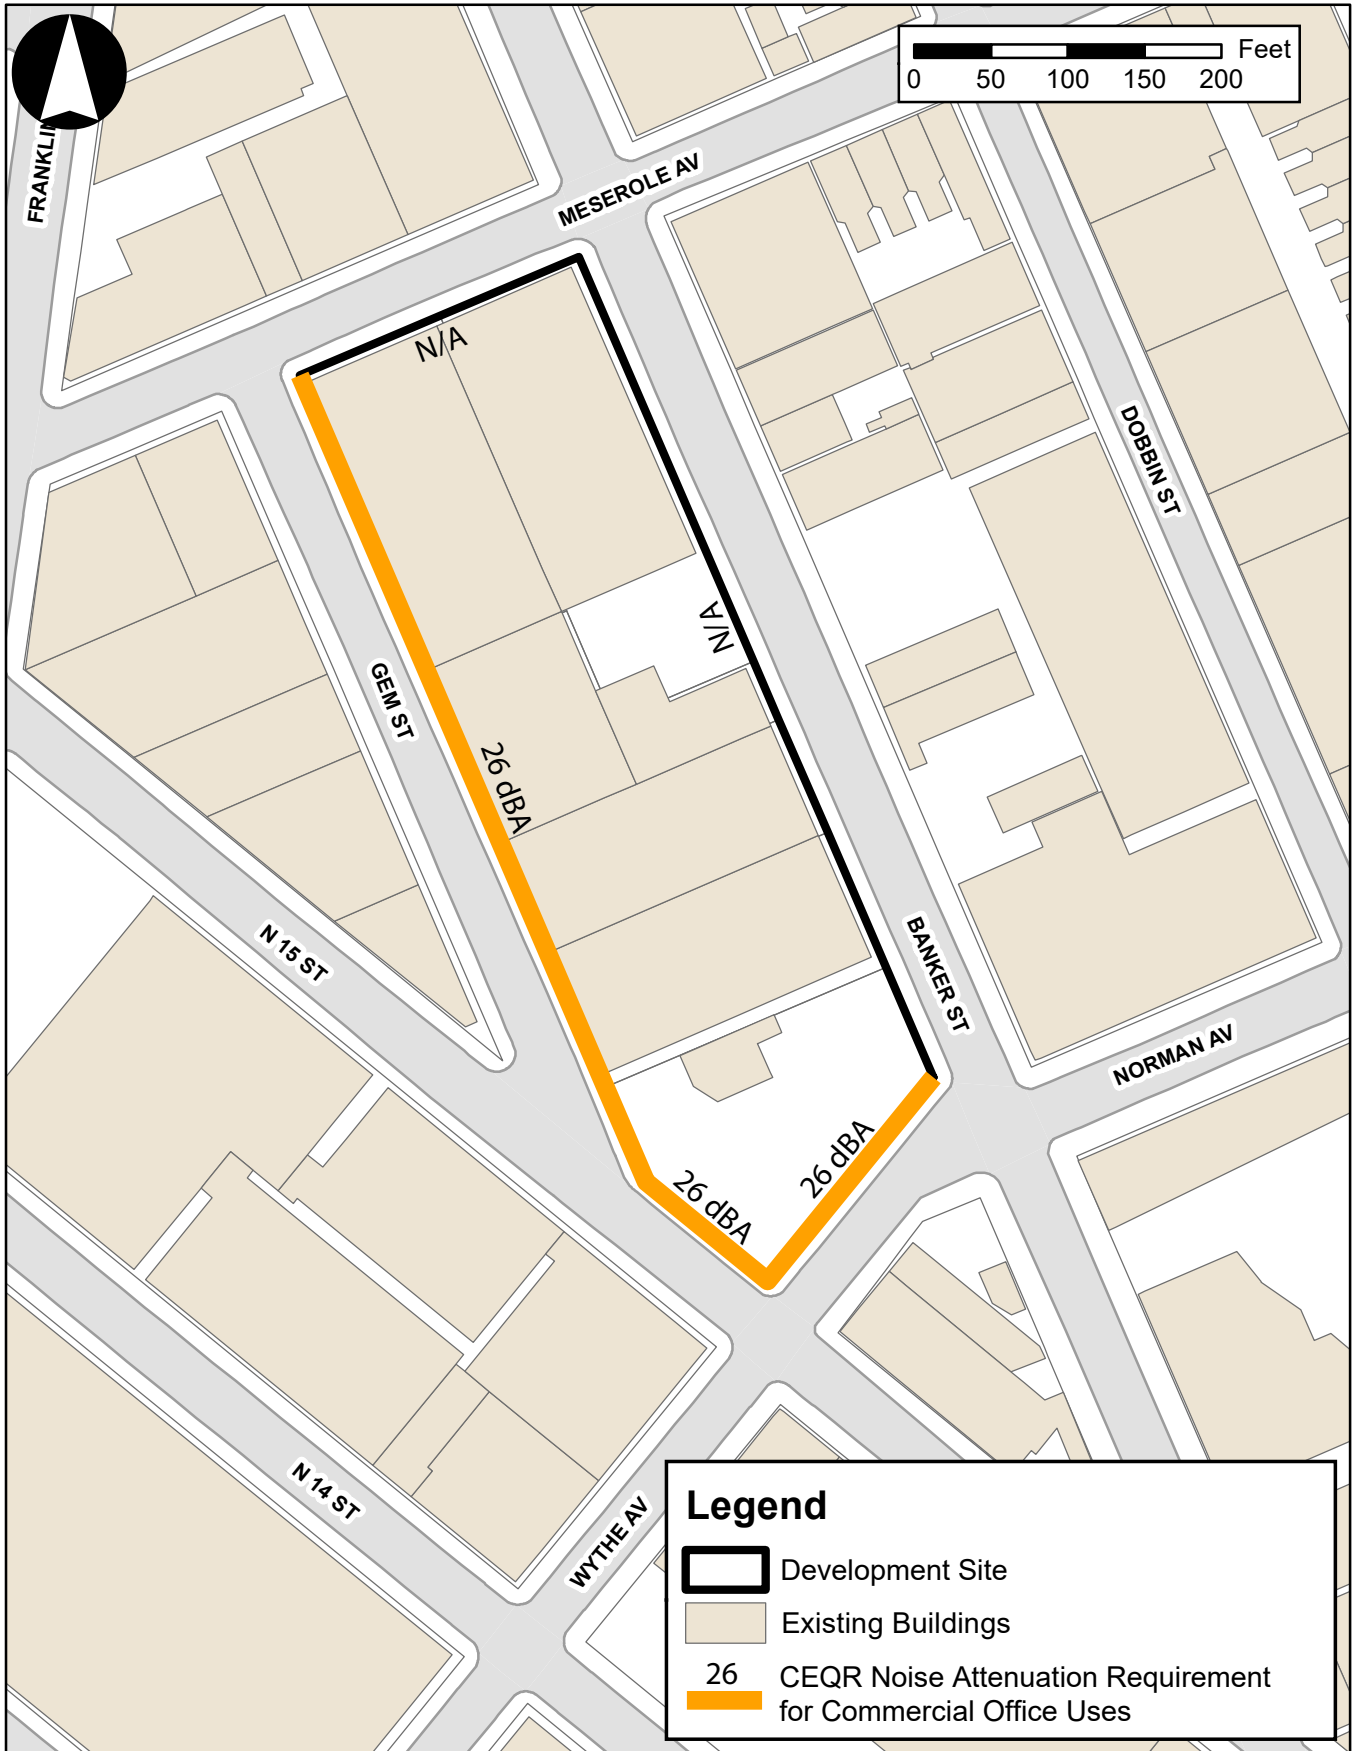 Feet
0 50 100 150 200
MESEROLE AV
N/A
DOBBIN ST
N/A
GEM ST
26 dBA
BANKER ST
N 15 ST
NORMAN AV
26 dBA
26 dBA
N 14 ST
WYTHE AV
Legend
Development Site
Existing Buildings
26 CEQR Noise Attenuation Requirement
for Commercial Office Uses